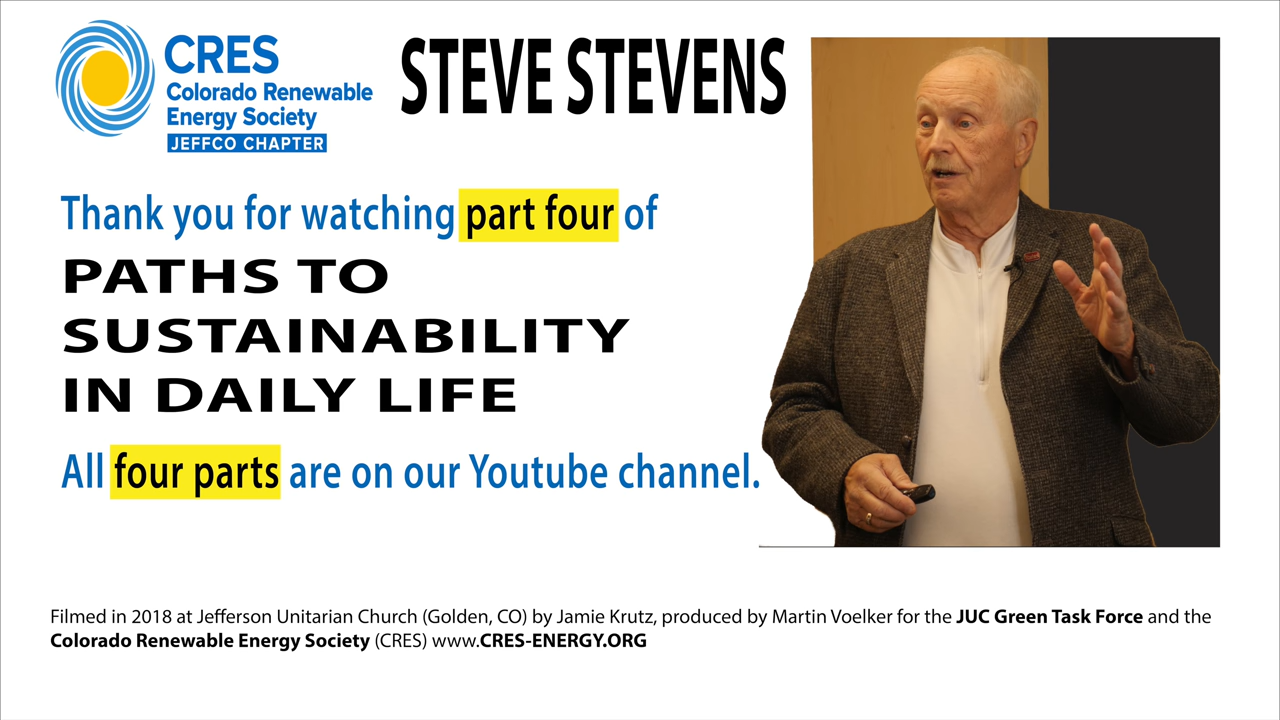 CRES
Colorado Renewable
Energy Society
JEFFCO CHAPTER
STEVE STEVENS
Thank you for watching part four of
PATHS TO
SUSTAINABILITY
IN DAILY LIFE
All four parts are on our Youtube channel.
Filmed in 2018 at Jefferson Unitarian Church (Golden, CO) by Jamie Krutz, produced by Martin Voelker for the JUC Green Task Force and the
Colorado Renewable Energy Society (CRES) www.CRES-ENERGY.ORG